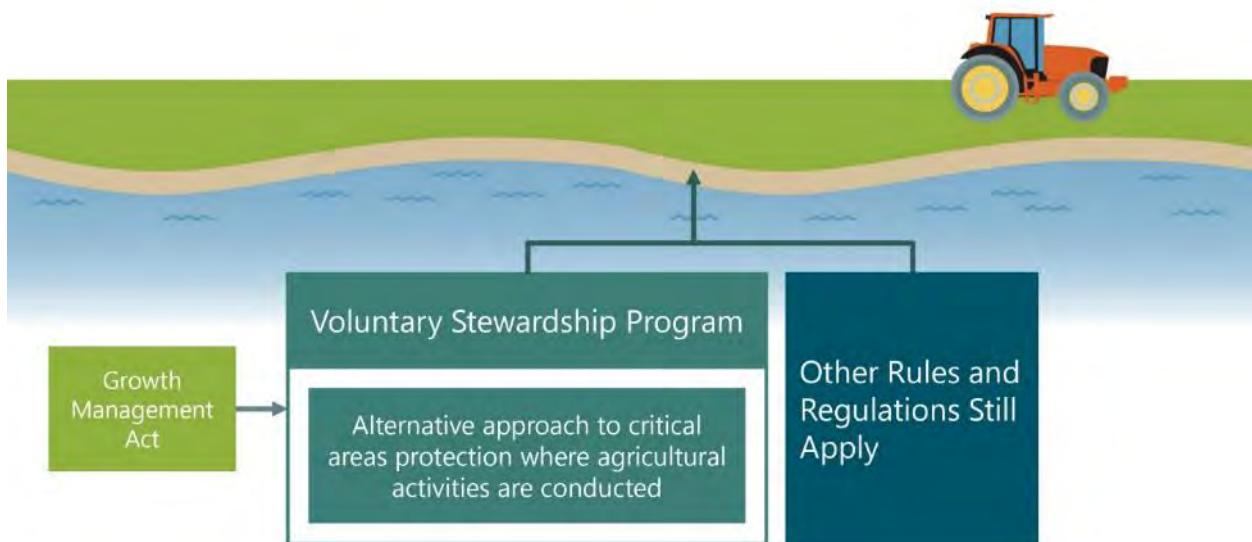 Voluntary Stewardship Program
Growth
Management
Act
Alternative approach to critical
areas protection where agricultural
activities are conducted
Other Rules and
Regulations Still
Apply